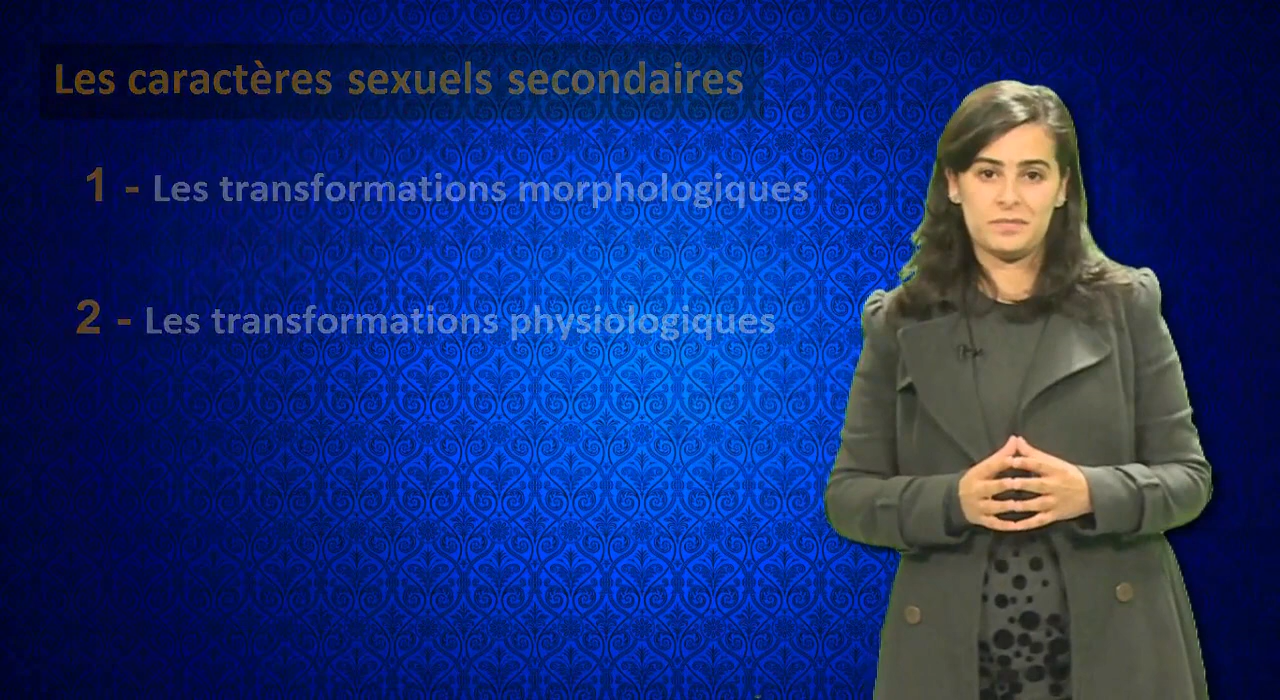 Les caractères sexuels secondaires
1 - Les transformations morphologiques
2 - Les transformations physiologiques